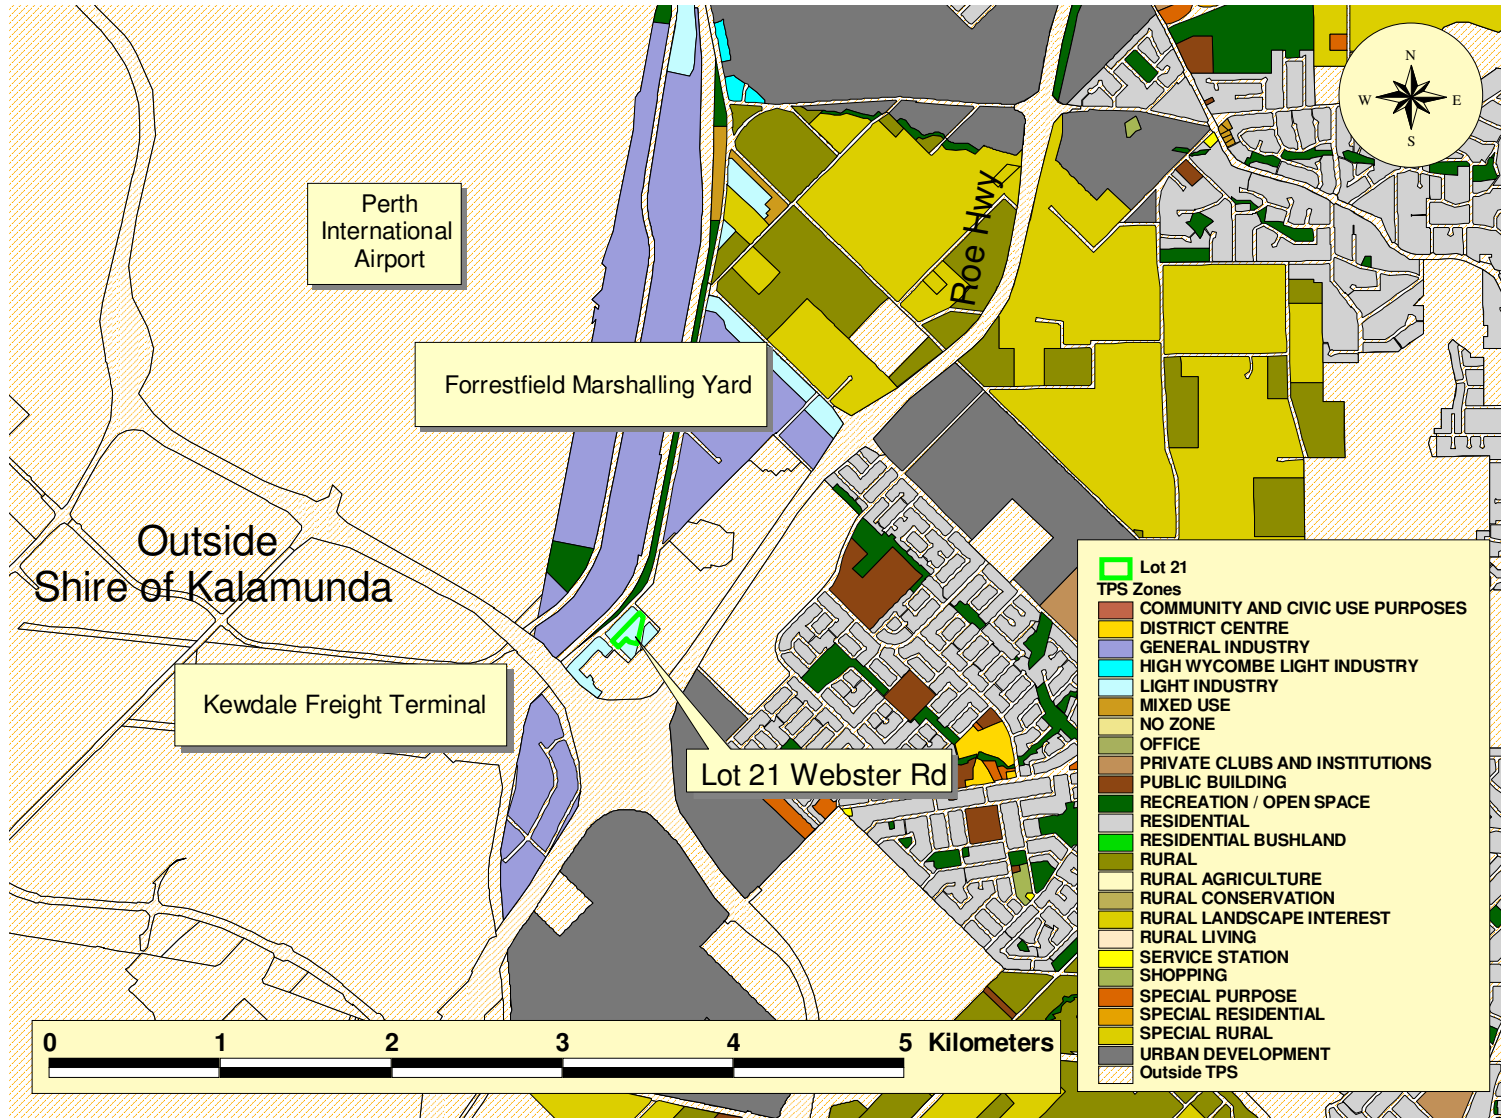 N
W
E
S
Perth
International
Airport
Roe Hwy
Forrestfield Marshalling Yard
Outside
Shire of Kalamunda
Kewdale Freight Terminal
Lot 21 Webster Rd
Lot 21
TPS Zones
COMMUNITY AND CIVIC USE PURPOSES
DISTRICT CENTRE
GENERAL INDUSTRY
HIGH WYCOMBE LIGHT INDUSTRY
LIGHT INDUSTRY
MIXED USE
NO ZONE
OFFICE
PRIVATE CLUBS AND INSTITUTIONS
PUBLIC BUILDING
RECREATION / OPEN SPACE
RESIDENTIAL
RESIDENTIAL BUSHLAND
RURAL
RURAL AGRICULTURE
RURAL CONSERVATION
RURAL LANDSCAPE INTEREST
RURAL LIVING
SERVICE STATION
SHOPPING
SPECIAL PURPOSE
SPECIAL RESIDENTIAL
SPECIAL RURAL
URBAN DEVELOPMENT
Outside TPS
0 1 2 3 4 5 Kilometers